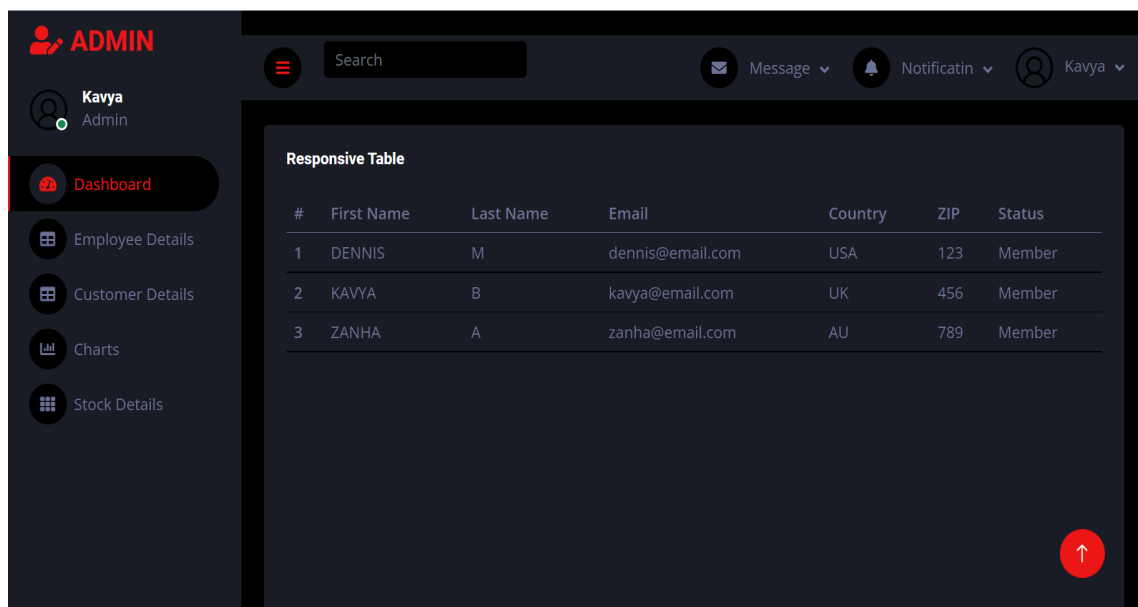 ADMIN
Kavya
Admin
Dashboard
Employee Details
Customer Details
Charts
Stock Details
Search
Message
Notificatin
Kavya
Responsive Table
# First Name Last Name Email Country ZIP Status
1 DENNIS M dennis@email.com USA 123 Member
2 KAVYA B kavya@email.com UK 456 Member
3 ZANHA A zanha@email.com AU 789 Member